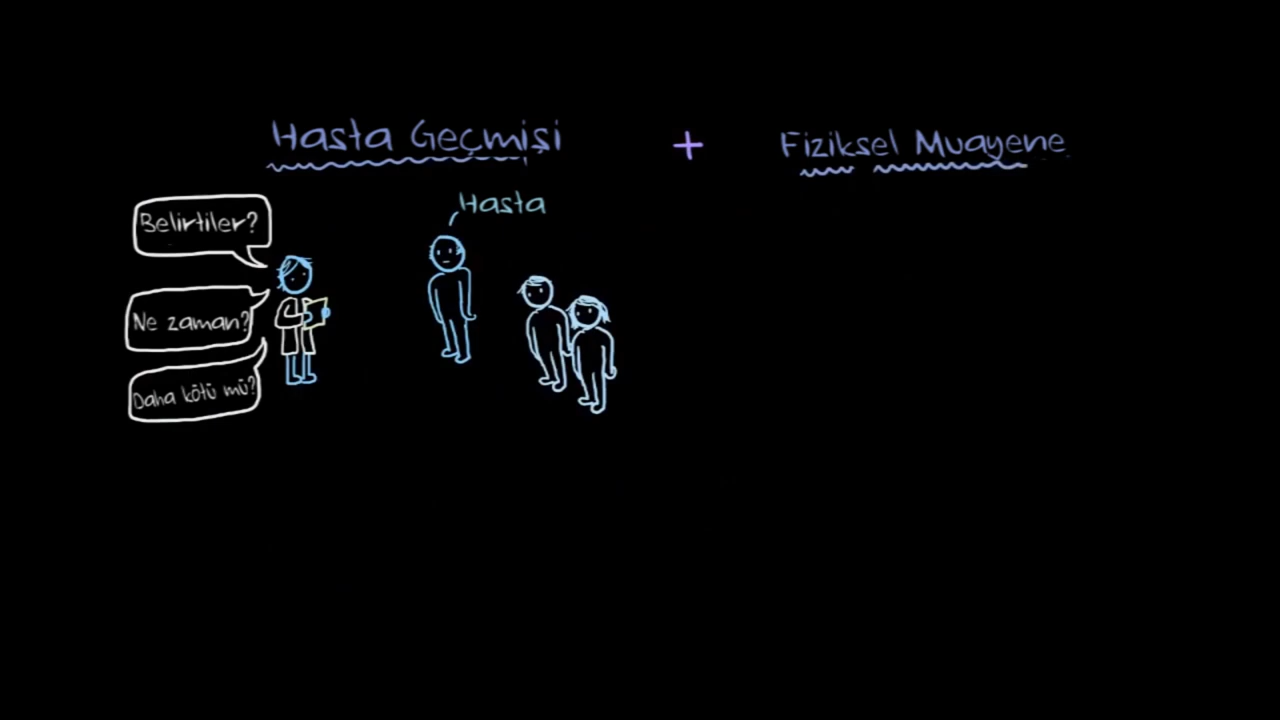 Hasta Geçmişi + Fiziksel Muayene
Hasta
Belirtiler?
Ne zaman?
Daha kötü mü?